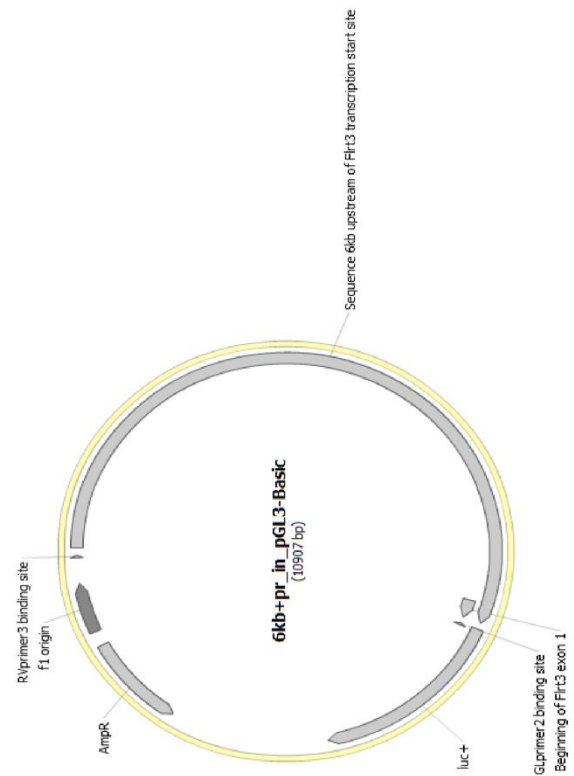 Sequence 6kb upstream of Flrt3 transcription start site
6kb+pr_in_pGL3-Basic
(10907 bp)
RVprimer3 binding site
f1 origin
AmpR
luc+
GLprimer2 binding site
Beginning of Flrt3 exon 1